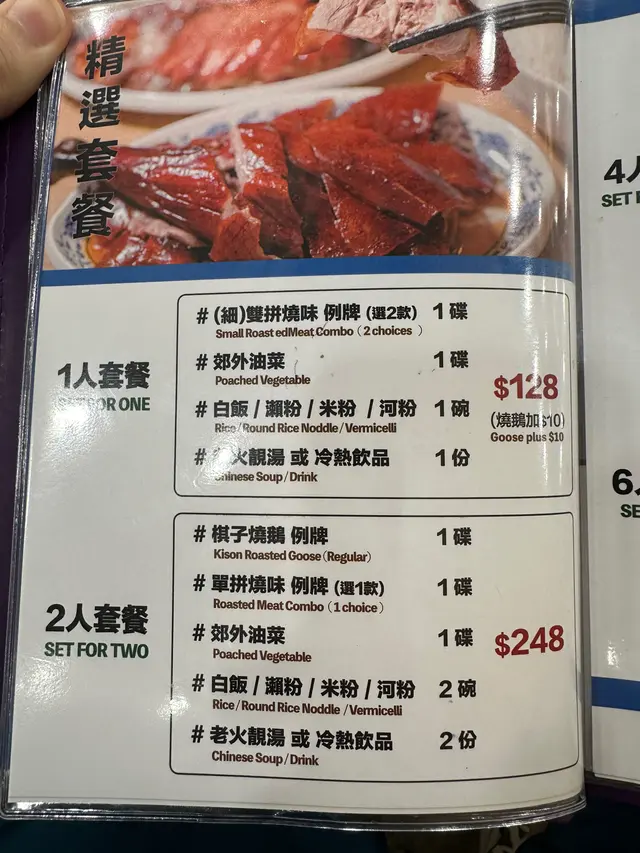 精選套餐
1人套餐
SET FOR ONE
# (細)雙拼燒味 例牌 (選2款) 1 碟
Small Roast edMeat Combo ( 2 choices )
# 郊外油菜 1 碟
Poached Vegetable
# 白飯 / 瀨粉 / 米粉 / 河粉 1 碗
Rice/Round Rice Noddle/Vermicelli
# 老火靚湯 或 冷熱飲品 1 份
Chinese Soup/Drink
$128
(燒鵝加$10)
Goose plus $10
2人套餐
SET FOR TWO
# 棋子燒鵝 例牌 1 碟
Kison Roasted Goose (Regular)
# 單拼燒味 例牌 (選1款) 1 碟
Roasted Meat Combo ( 1 choice )
# 郊外油菜 1 碟
Poached Vegetable
# 白飯 / 瀨粉 / 米粉 / 河粉 2 碗
Rice/Round Rice Noddle /Vermicelli
# 老火靚湯 或 冷熱飲品 2 份
Chinese Soup/Drink
$248
4人
SET
6人
SE